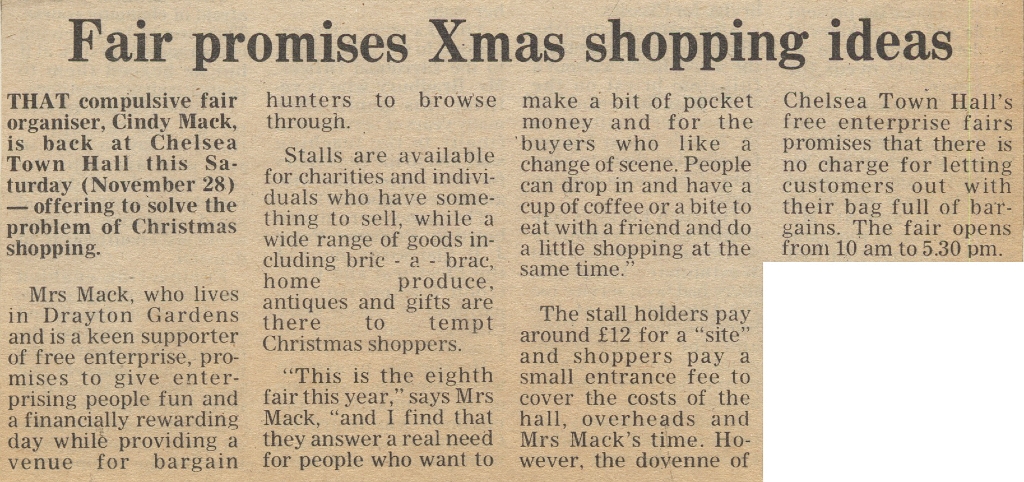 Fair promises Xmas shopping ideas
THAT compulsive fair
organiser, Cindy Mack,
is back at Chelsea
Town Hall this Sa-
turday (November 28)
— offering to solve the
problem of Christmas
shopping.
Mrs Mack, who lives
in Drayton Gardens
and is a keen supporter
of free enterprise, pro-
mises to give enter-
prising people fun and
a financially rewarding
day while providing a
venue for bargain
hunters to browse
through.
Stalls are available
for charities and indivi-
duals who have some-
thing to sell, while a
wide range of goods in-
cluding bric - a - brac,
home produce,
antiques and gifts are
there to tempt
Christmas shoppers.
"This is the eighth
fair this year," says Mrs
Mack, "and I find that
they answer a real need
for people who want to
make a bit of pocket
money and for the
buyers who like a
change of scene. People
can drop in and have a
cup of coffee or a bite to
eat with a friend and do
a little shopping at the
same time."
The stall holders pay
around £12 for a "site"
and shoppers pay a
small entrance fee to
cover the costs of the
hall, overheads and
Mrs Mack's time. Ho-
wever, the doyenne of
Chelsea Town Hall's
free enterprise fairs
promises that there is
no charge for letting
customers out with
their bag full of bar-
gains. The fair opens
from 10 am to 5.30 pm.